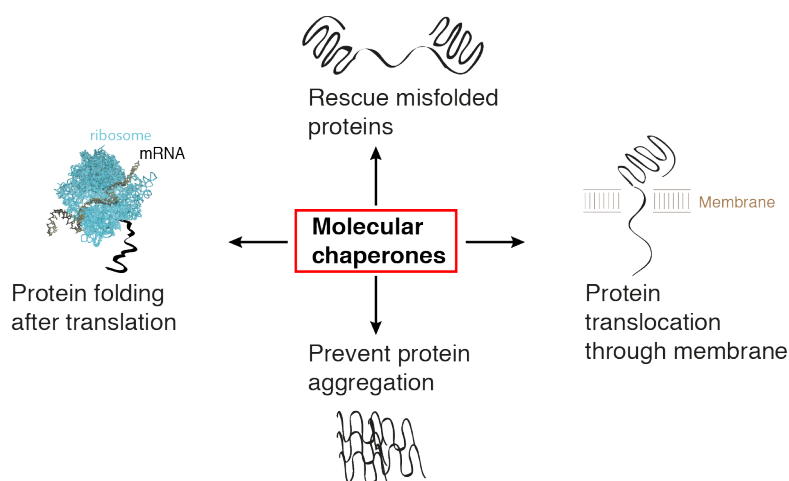 Rescue misfolded
proteins
ribosome
mRNA
Membrane
Molecular
chaperones
Protein folding
after translation
Protein
translocation
through membrane
Prevent protein
aggregation